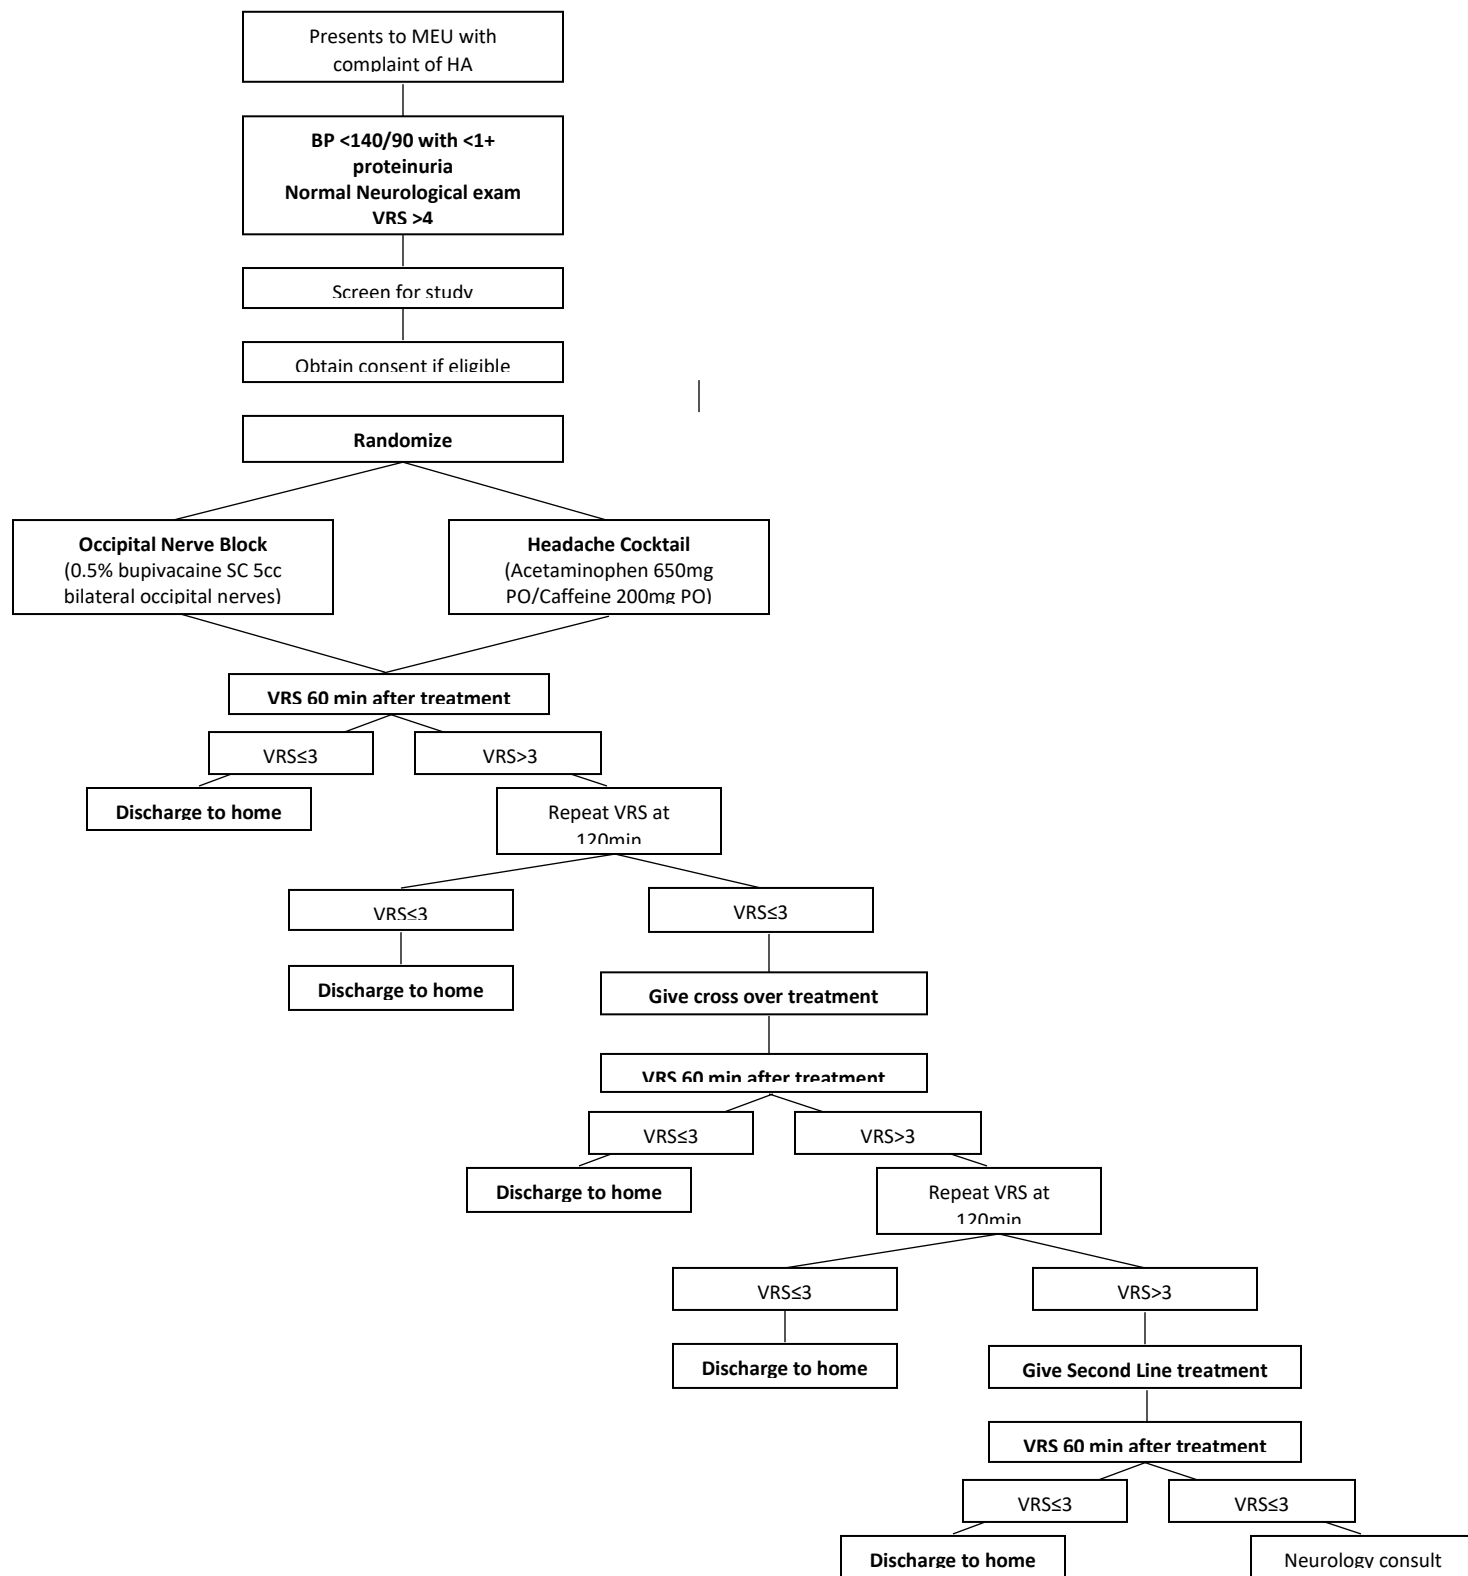 Presents to MEU with
complaint of HA
BP <140/90 with <1+
proteinuria
Normal Neurological exam
VRS >4
Screen for study
Obtain consent if eligible
Randomize
Occipital Nerve Block
(0.5% bupivacaine SC 5cc
bilateral occipital nerves)
Headache Cocktail
(Acetaminophen 650mg
PO/Caffeine 200mg PO)
VRS 60 min after treatment
VRS≤3
VRS>3
Discharge to home
Repeat VRS at
120min
VRS≤3
VRS≤3
Discharge to home
Give cross over treatment
VRS 60 min after treatment
VRS≤3
VRS>3
Discharge to home
Repeat VRS at
120min
VRS≤3
VRS>3
Discharge to home
Give Second Line treatment
VRS 60 min after treatment
VRS≤3
VRS≤3
Discharge to home
Neurology consult